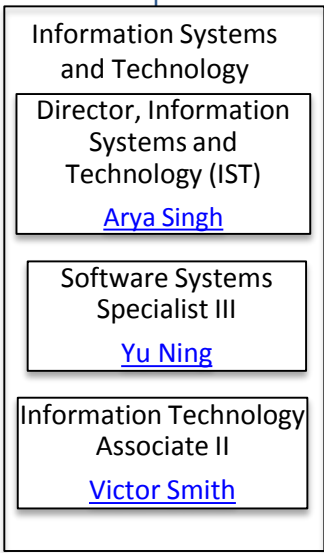 Information Systems
and Technology
Director, Information
Systems and
Technology (IST)
Arya Singh
Software Systems
Specialist III
Yu Ning
Information Technology
Associate II
Victor Smith